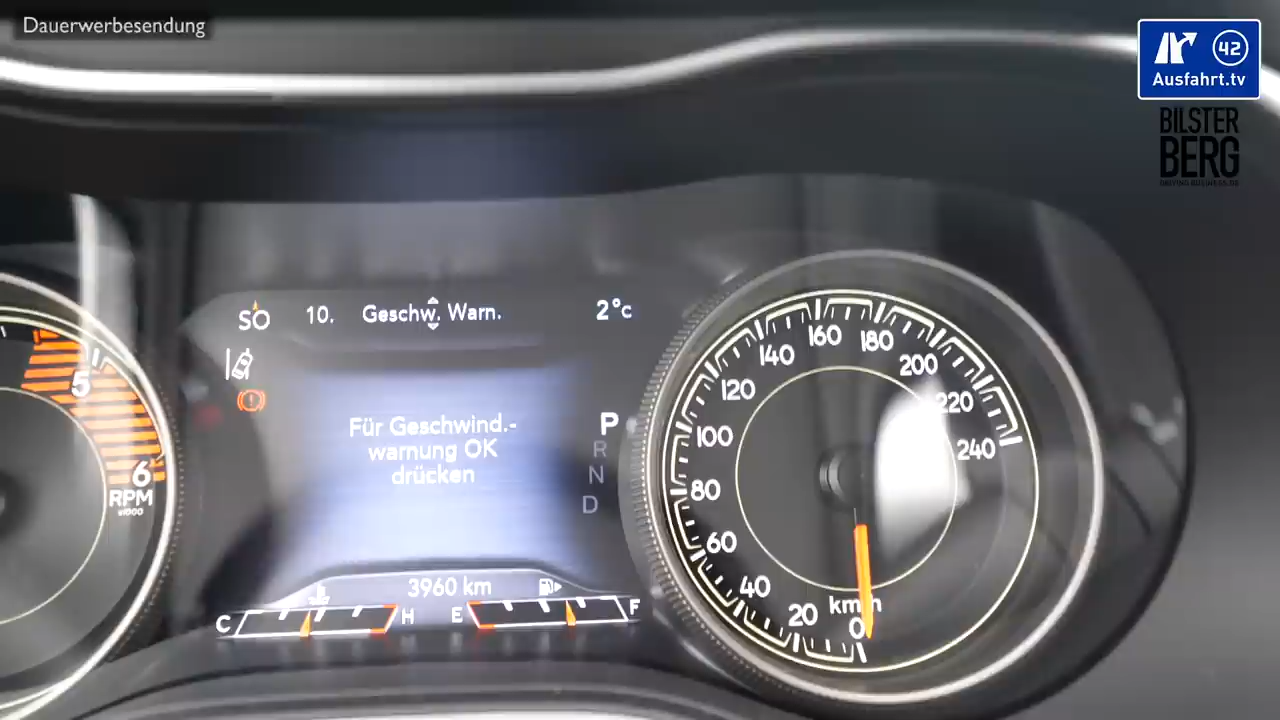 Dauerwerbesendung
42
Ausfahrt.tv
BILSTER
BERG
SO 10. Geschw. Warn. 2°C
Für Geschwind.-
warnung OK
drücken
P
R
N
D
3960 km
C H E F
5
6
RPM
x1000
0
20
40
60
80
100
120
140
160
180
200
220
240
km/h